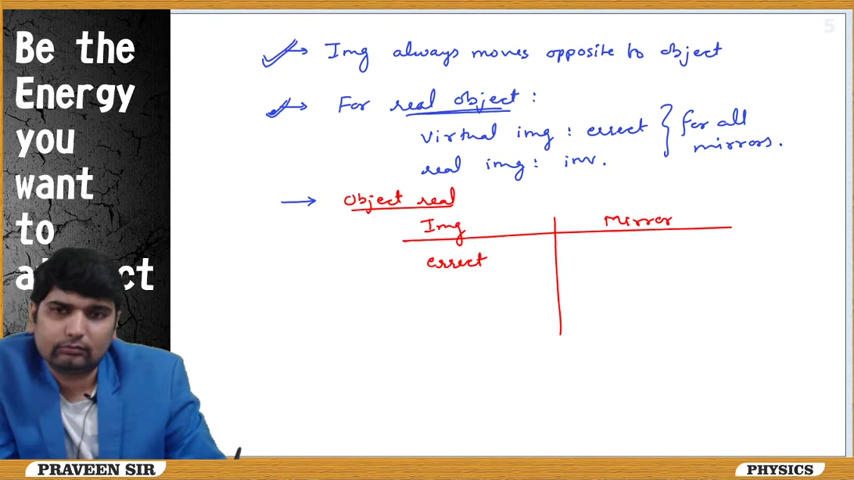 Be the
Energy
you
want
to
5
→ Img always moves opposite to object
→ For real object :
virtual img : errect
real img : inv.
for all
mirrors.
→ Object real
Img
Mirror
errect
PRAVEEN SIR
PHYSICS